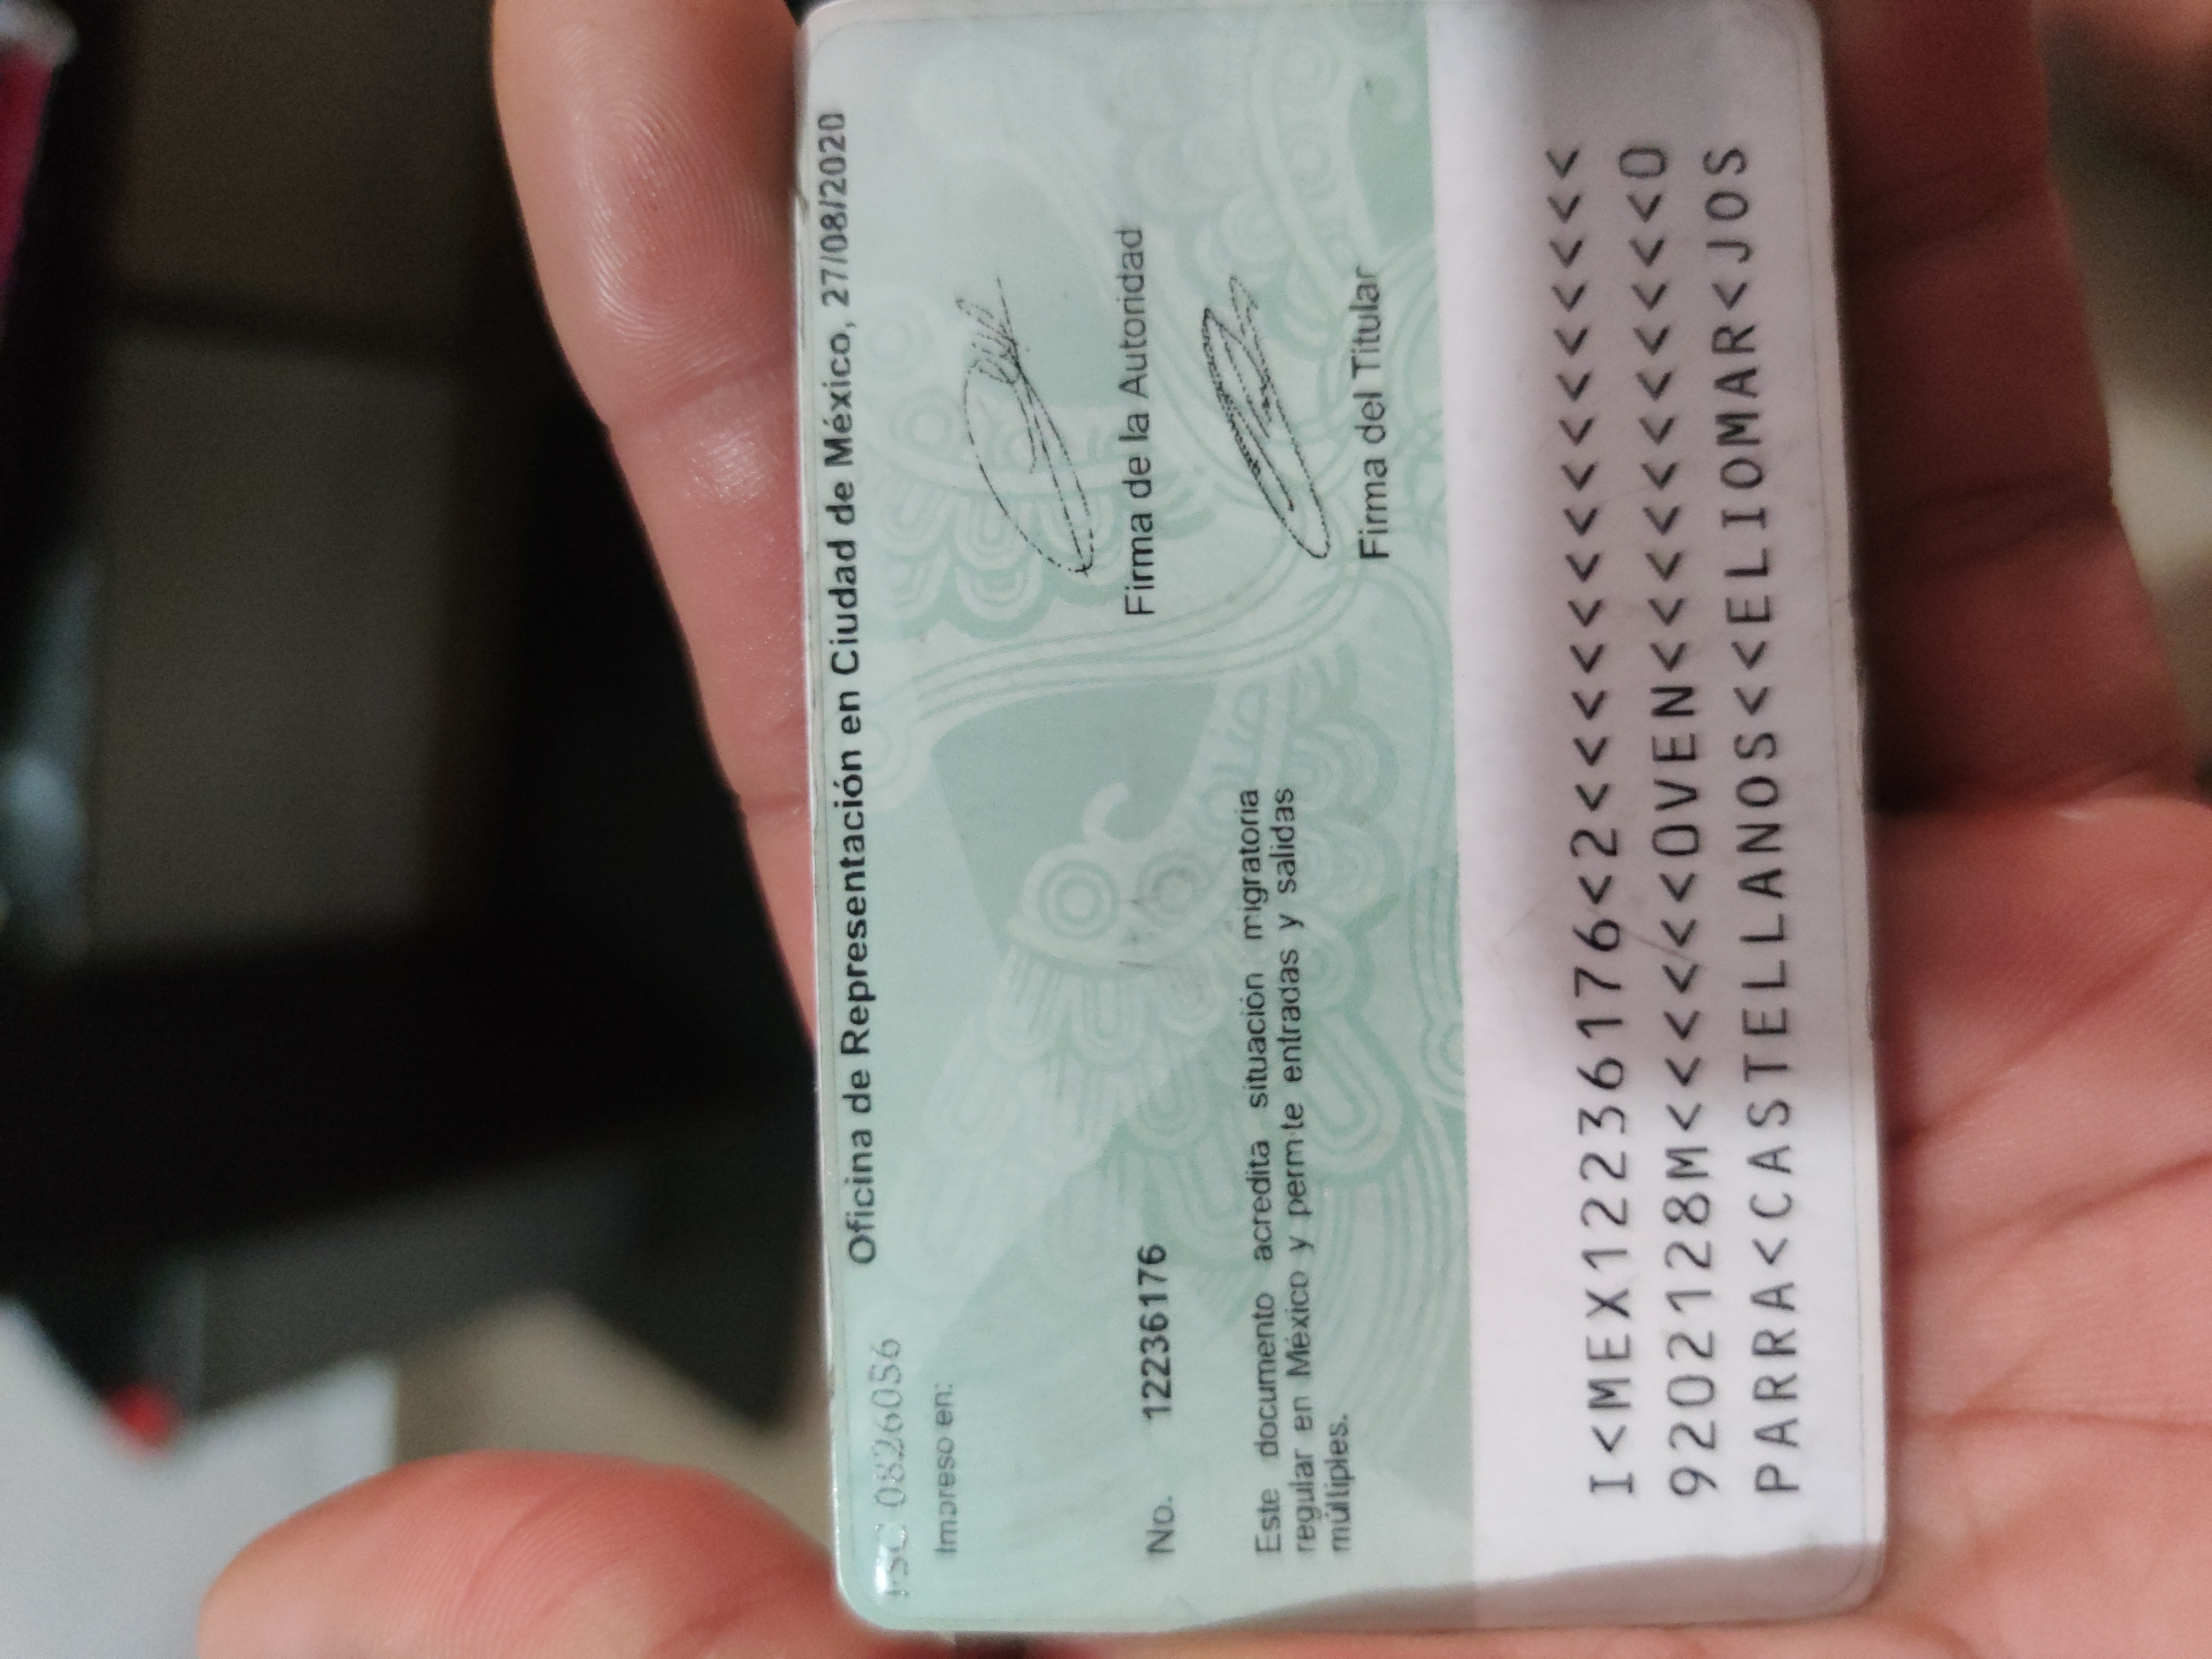 0826056
Impreso en:
Oficina de Representación en Ciudad de México, 27/08/2020
No. 12236176
Firma de la Autoridad
Este documento acredita situación migratoria
regular en México y permite entradas y salidas
múltiples.
Firma del Titular
I<MEX12236176<2<<<<<<<<<<<<<<<
9202128M<<<<<<<0VEN<<<<<<<<<<<0
PARRA<CASTELLANOS<<ELIOMAR<JOS